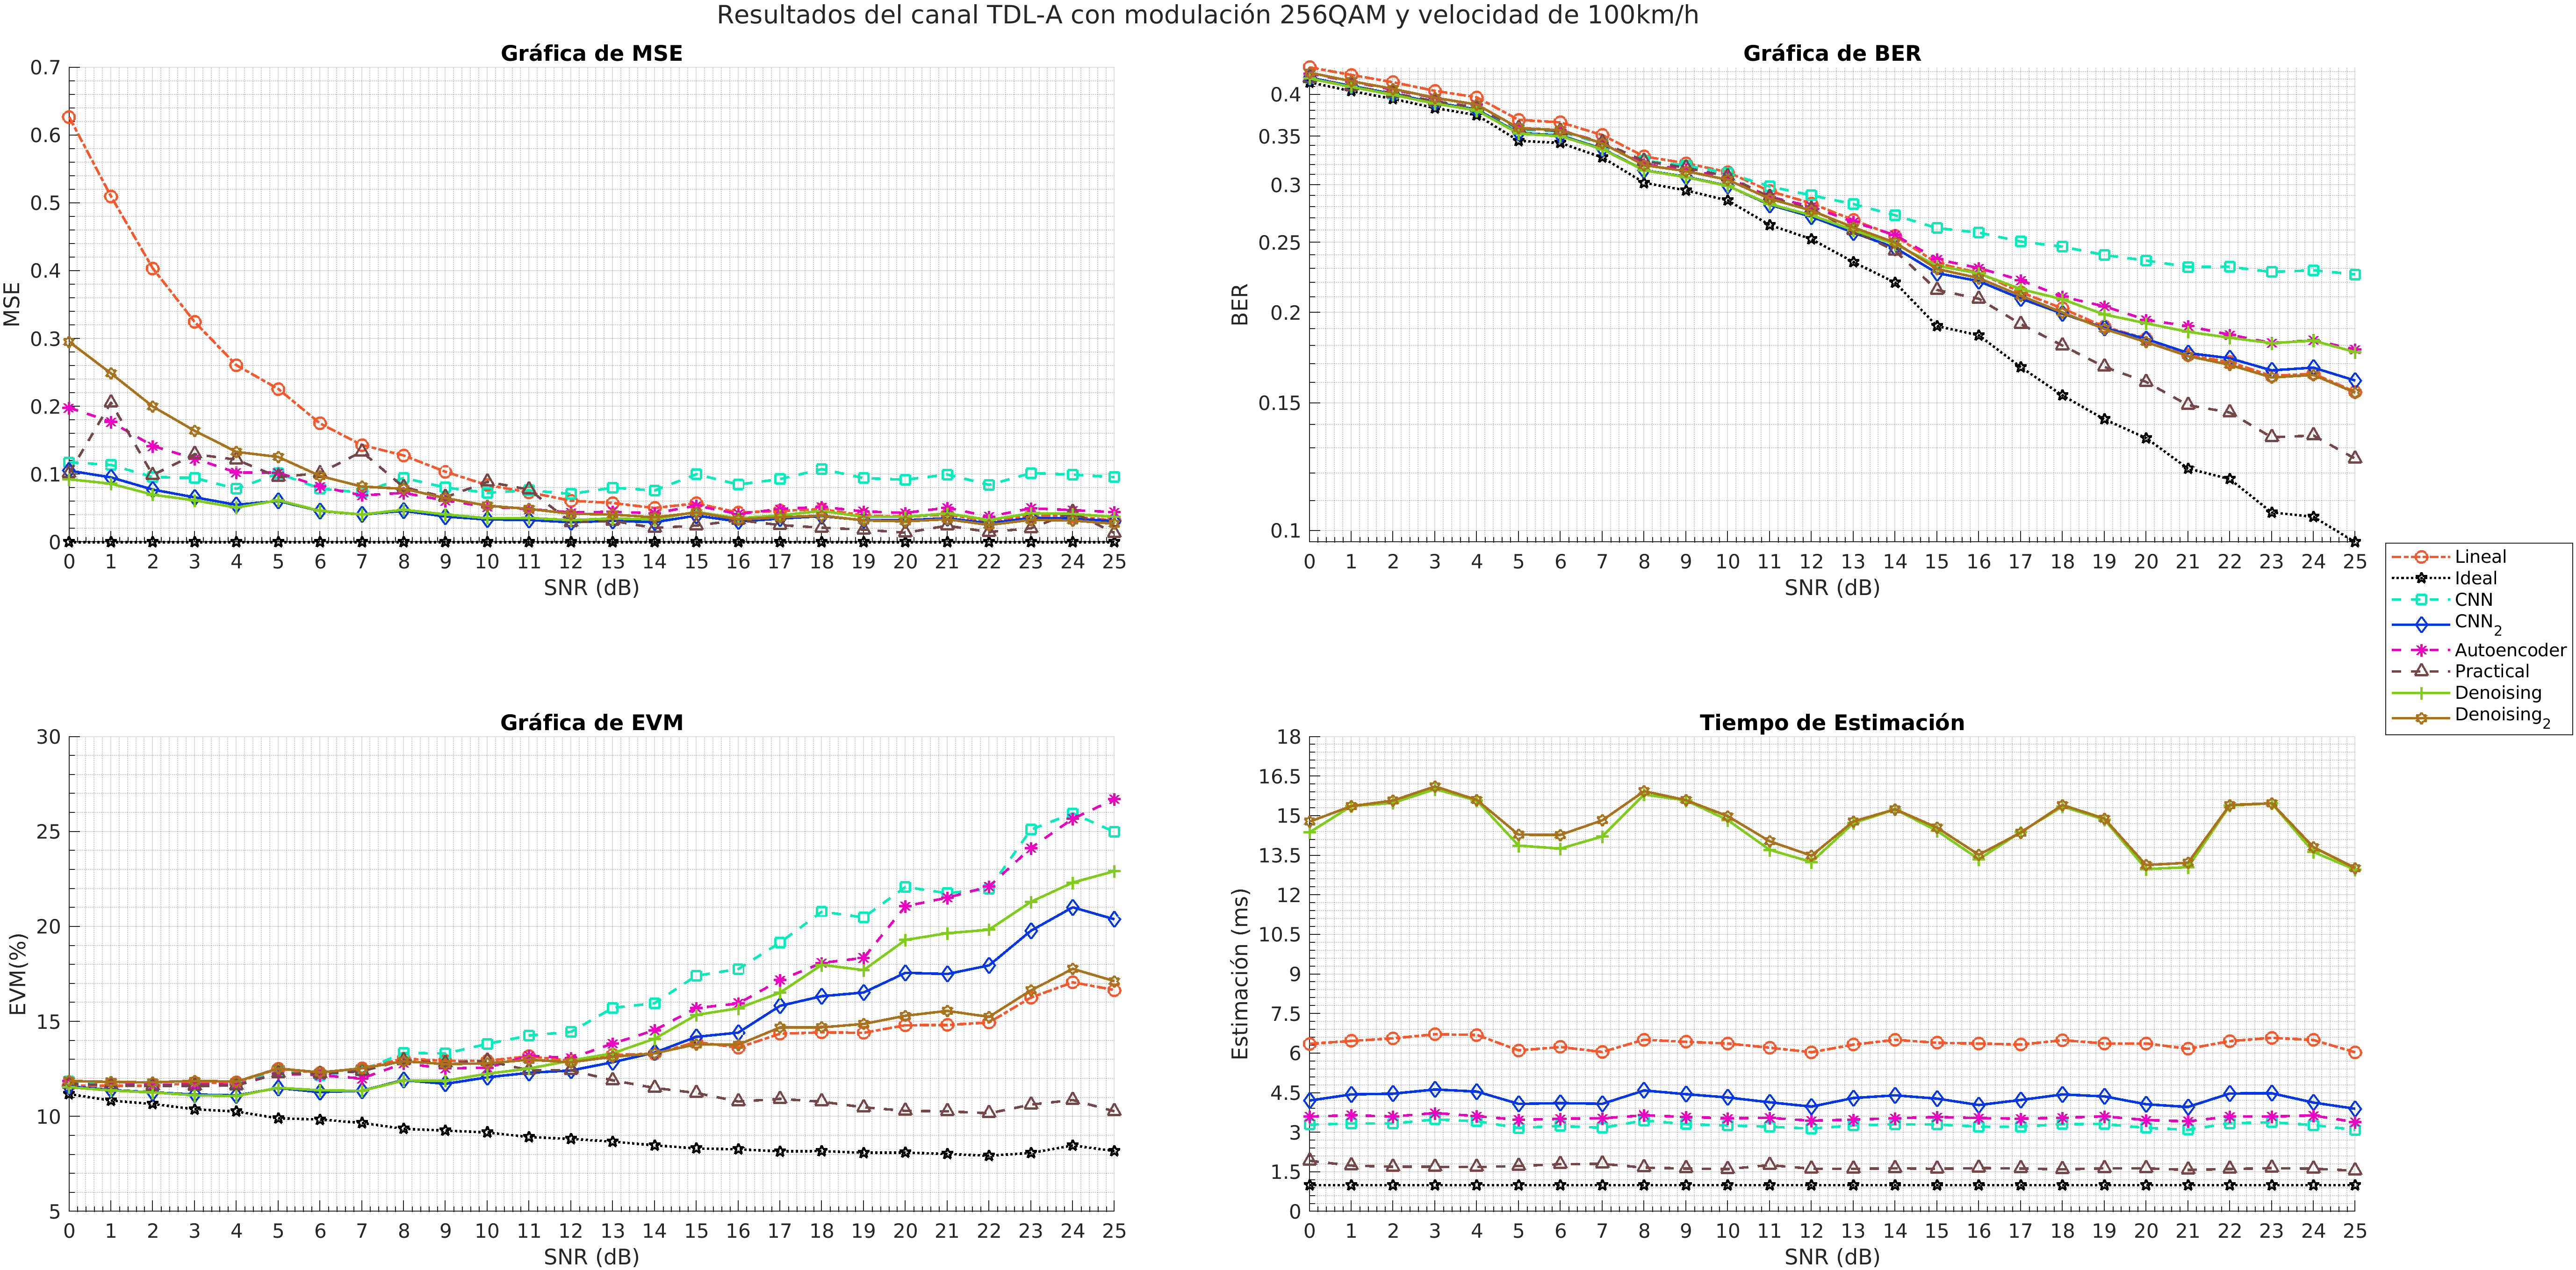 Resultados del canal TDL-A con modulación 256QAM y velocidad de 100km/h
Gráfica de MSE
0.7
0.6
0.5
0.4
0.3
0.2
0.1
0
MSE
0 1 2 3 4 5 6 7 8 9 10 11 12 13 14 15 16 17 18 19 20 21 22 23 24 25
SNR (dB)
Gráfica de BER
0.4
0.35
0.3
0.25
0.2
0.15
0.1
BER
0 1 2 3 4 5 6 7 8 9 10 11 12 13 14 15 16 17 18 19 20 21 22 23 24 25
SNR (dB)
Lineal
Ideal
CNN
CNN2
Autoencoder
Practical
Denoising
Denoising2
Gráfica de EVM
30
25
20
15
10
5
EVM(%)
0 1 2 3 4 5 6 7 8 9 10 11 12 13 14 15 16 17 18 19 20 21 22 23 24 25
SNR (dB)
Tiempo de Estimación
18
16.5
15
13.5
12
10.5
9
7.5
6
4.5
3
1.5
0
Estimación (ms)
0 1 2 3 4 5 6 7 8 9 10 11 12 13 14 15 16 17 18 19 20 21 22 23 24 25
SNR (dB)